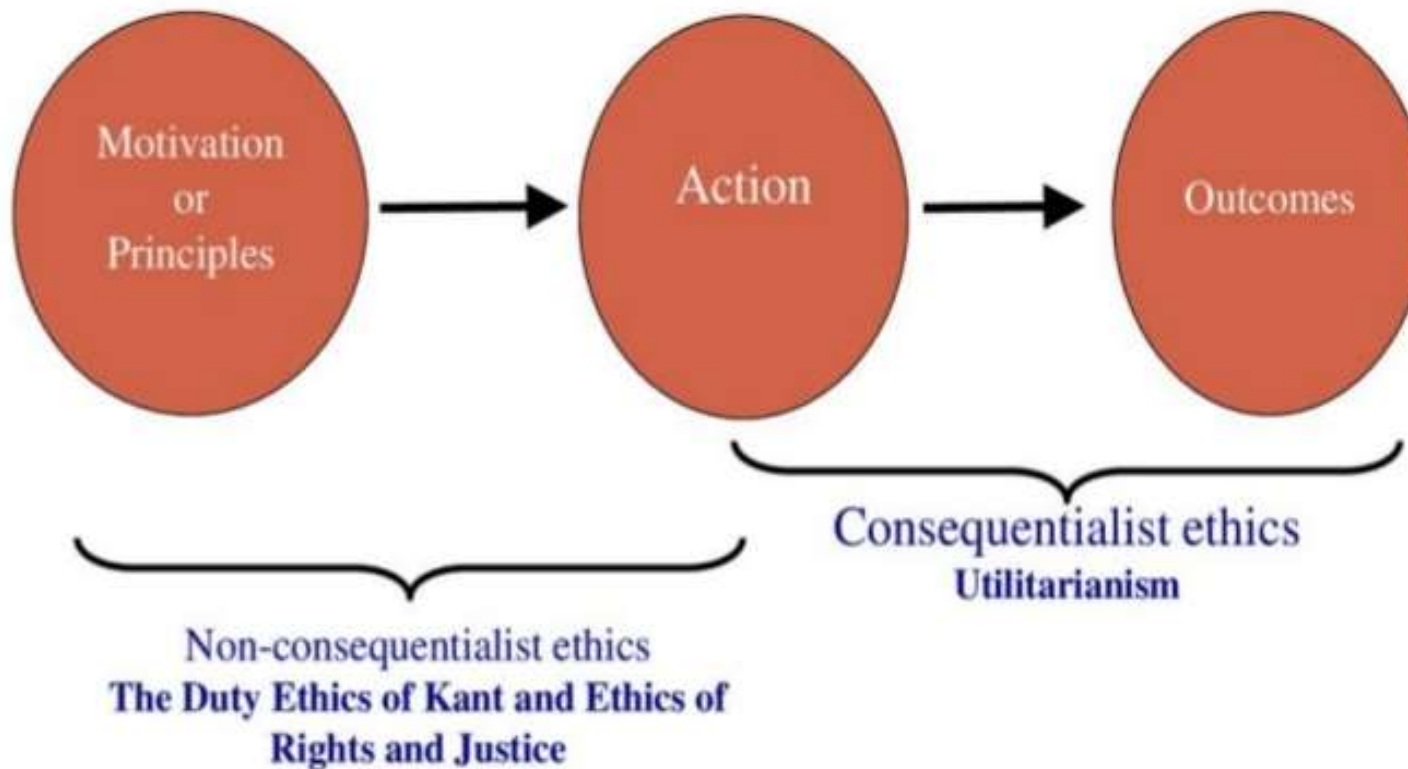 Motivation
or
Principles
Action
Outcomes
Consequentialist ethics
Utilitarianism
Non-consequentialist ethics
The Duty Ethics of Kant and Ethics of
Rights and Justice